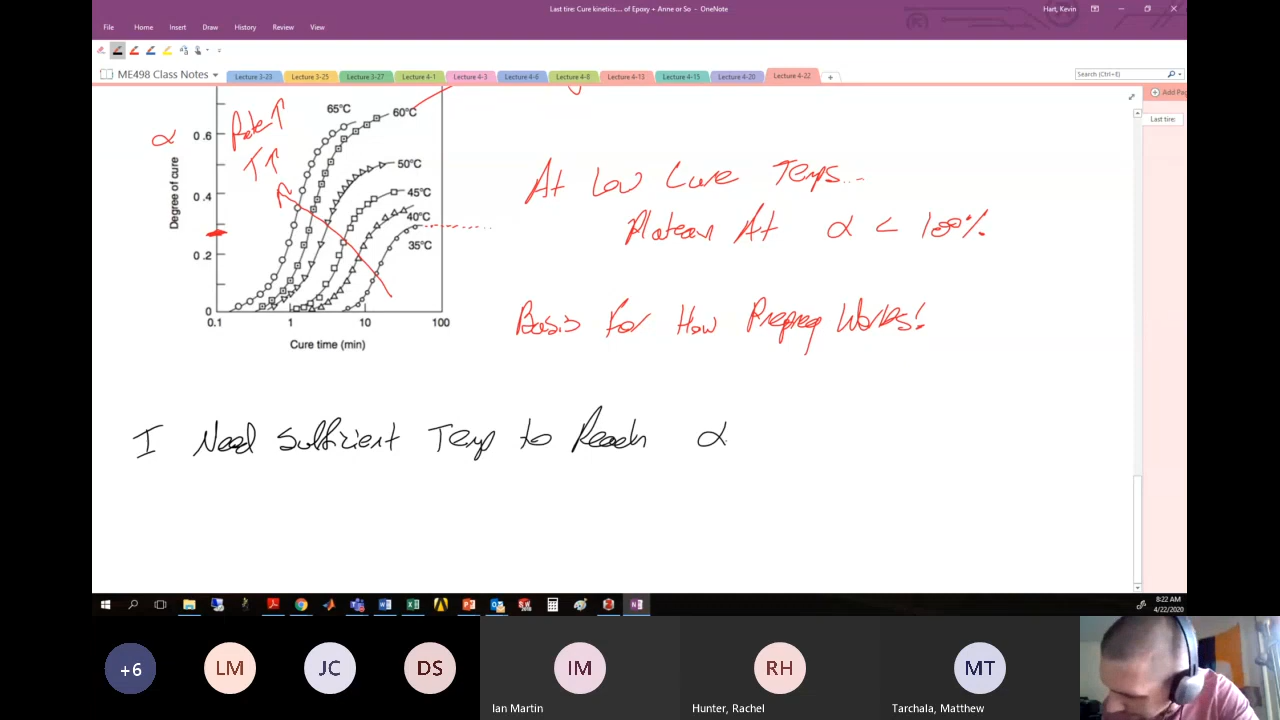 Last tire: Cure kinetics.... of Epoxy + Anne or So - OneNote
Hart, Kevin
File Home Insert Draw History Review View
ME498 Class Notes
Lecture 3-23 Lecture 3-25 Lecture 3-27 Lecture 4-1 Lecture 4-3 Lecture 4-6 Lecture 4-8 Lecture 4-13 Lecture 4-15 Lecture 4-20 Lecture 4-22
Search (Ctrl+E)
Add Pag
Last tire:
65°C
60°C
50°C
45°C
40°C
35°C
α
Rate↑
T↑
Degree of cure
0.6
0.4
0.2
0
0.1 1 10 100
Cure time (min)
At Low Cure Temps...
Plateau At α < 100%
Basis For How Prepreg Works!
I Need Sufficient Temp to Reach α
8:22 AM
4/22/2020
+6 LM JC DS IM RH MT
Ian Martin Hunter, Rachel Tarchala, Matthew